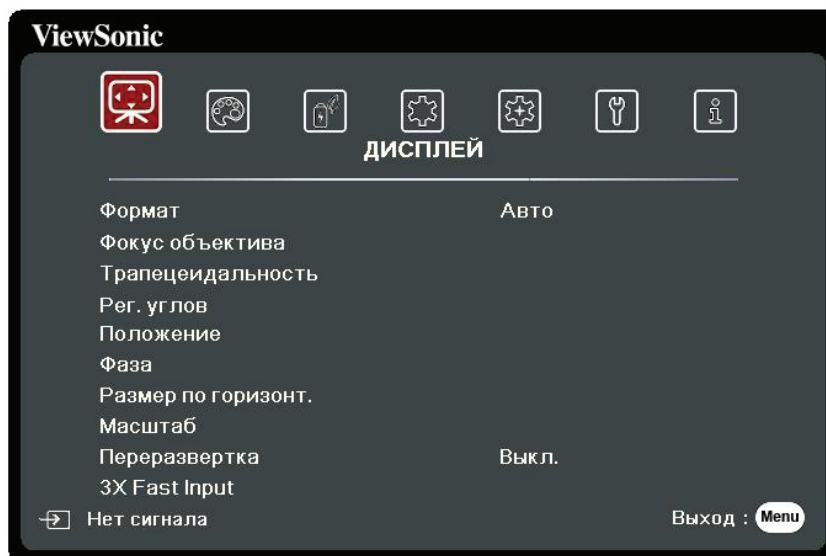 ViewSonic
ДИСПЛЕЙ
Формат Авто
Фокус объектива
Трапецеидальность
Рег. углов
Положение
Фаза
Размер по горизонт.
Масштаб
Переразвертка Выкл.
3X Fast Input
Нет сигнала Выход : Menu